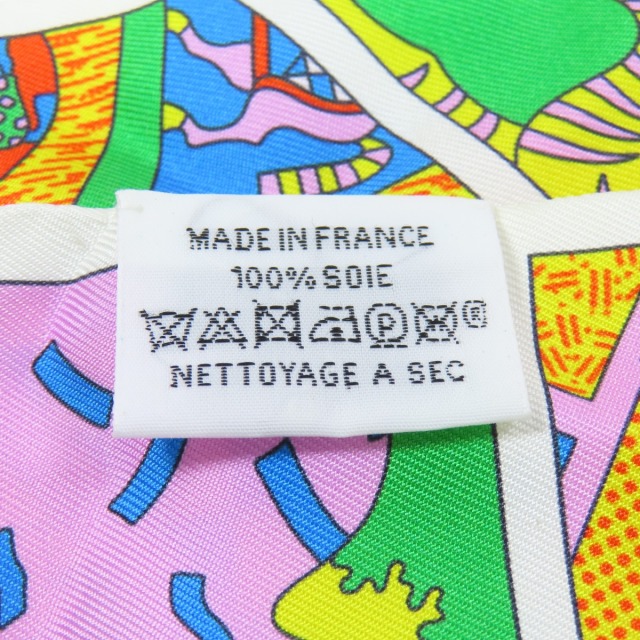 MADE IN FRANCE
100% SOIE
P ®
NETTOYAGE A SEC